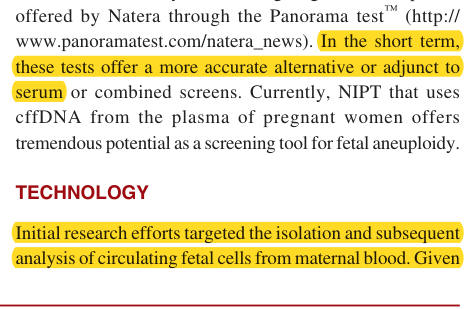 offered by Natera through the Panorama test™ (http://
www.panoramatest.com/natera_news). In the short term,
these tests offer a more accurate alternative or adjunct to
serum or combined screens. Currently, NIPT that uses
cffDNA from the plasma of pregnant women offers
tremendous potential as a screening tool for fetal aneuploidy.
TECHNOLOGY
Initial research efforts targeted the isolation and subsequent
analysis of circulating fetal cells from maternal blood. Given